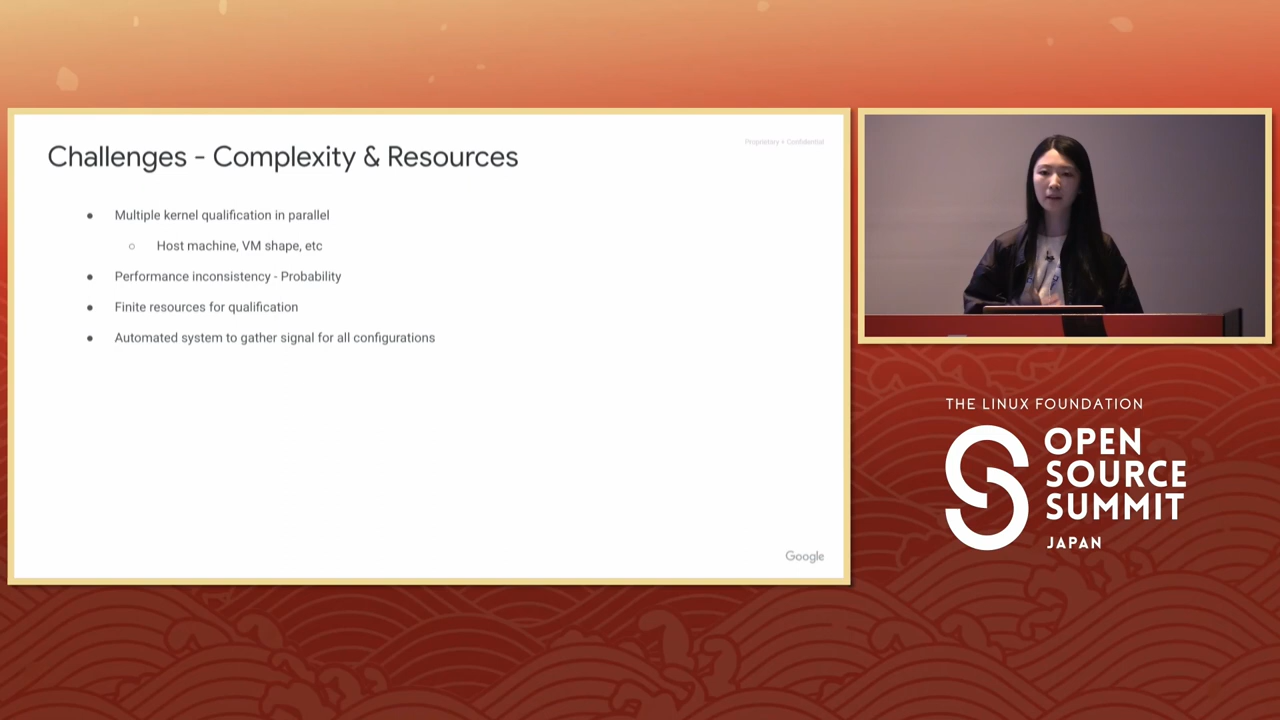 Challenges - Complexity & Resources
Proprietary + Confidential
● Multiple kernel qualification in parallel
○ Host machine, VM shape, etc
● Performance inconsistency - Probability
● Finite resources for qualification
● Automated system to gather signal for all configurations
Google
THE LINUX FOUNDATION
OPEN
SOURCE
SUMMIT
JAPAN